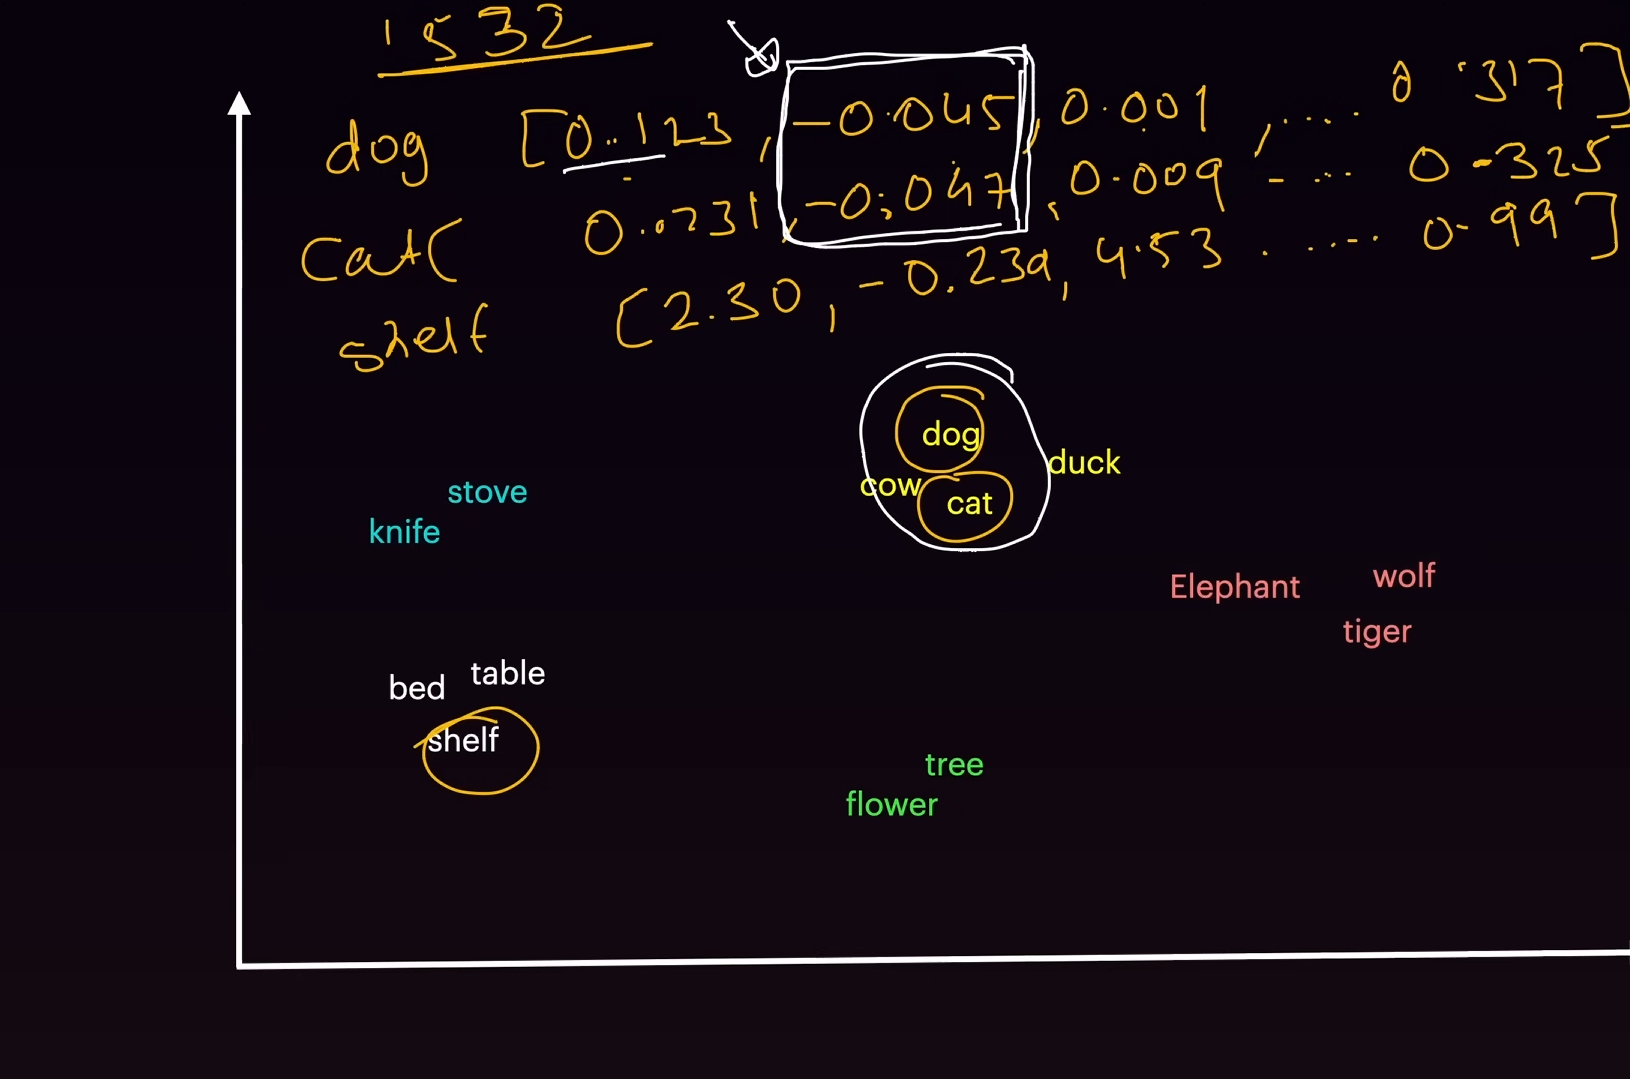 1532
dog [0.123, -0.045, 0.001, .... 0.317]
cat [ 0.0231, -0.047, 0.009 - ... 0.325
shelf [2.30, -0.239, 4.53 . .... 0.99]
dog
duck
cow
cat
stove
knife
Elephant
wolf
tiger
bed
table
shelf
tree
flower